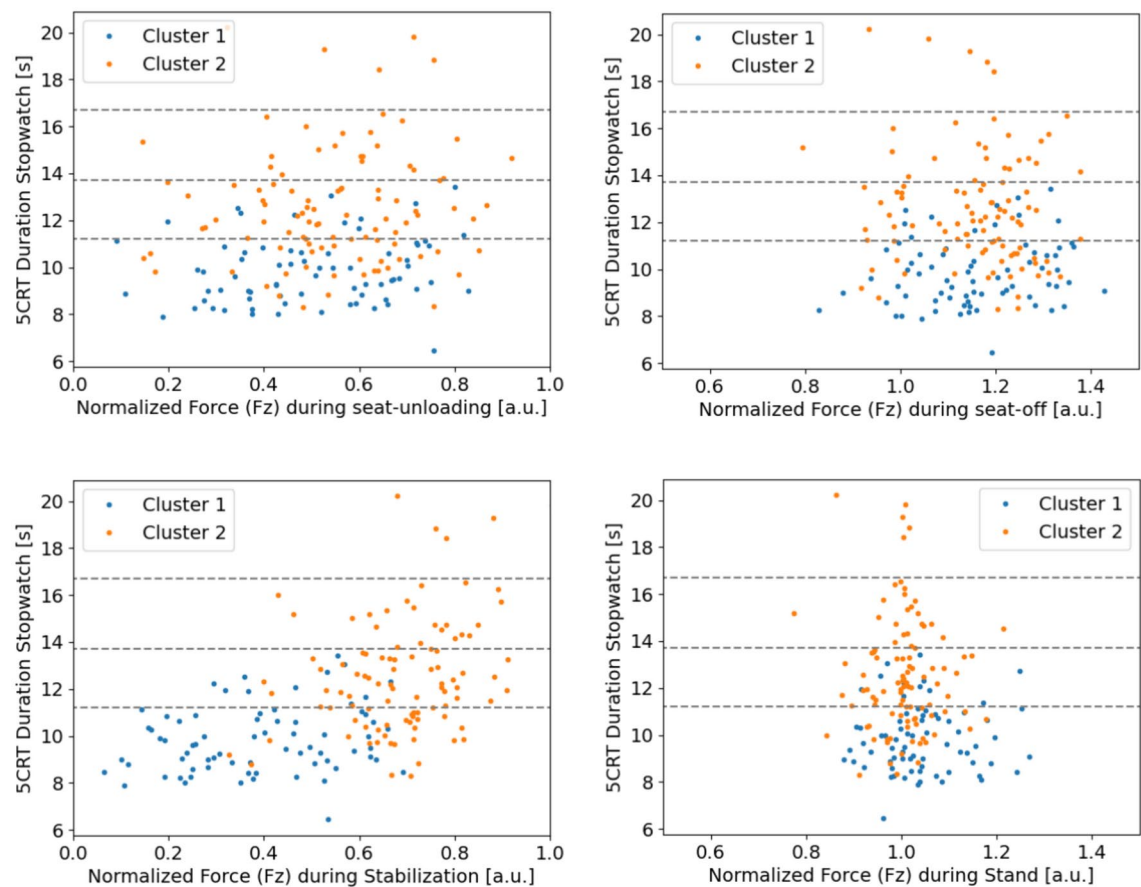 20
18
16
14
12
10
8
6
5CRT Duration Stopwatch [s]
Cluster 1
Cluster 2
0.0 0.2 0.4 0.6 0.8 1.0
Normalized Force (Fz) during seat-unloading [a.u.]
20
18
16
14
12
10
8
6
5CRT Duration Stopwatch [s]
Cluster 1
Cluster 2
0.6 0.8 1.0 1.2 1.4
Normalized Force (Fz) during seat-off [a.u.]
20
18
16
14
12
10
8
6
5CRT Duration Stopwatch [s]
Cluster 1
Cluster 2
0.0 0.2 0.4 0.6 0.8 1.0
Normalized Force (Fz) during Stabilization [a.u.]
20
18
16
14
12
10
8
6
5CRT Duration Stopwatch [s]
Cluster 1
Cluster 2
0.6 0.8 1.0 1.2 1.4
Normalized Force (Fz) during Stand [a.u.]